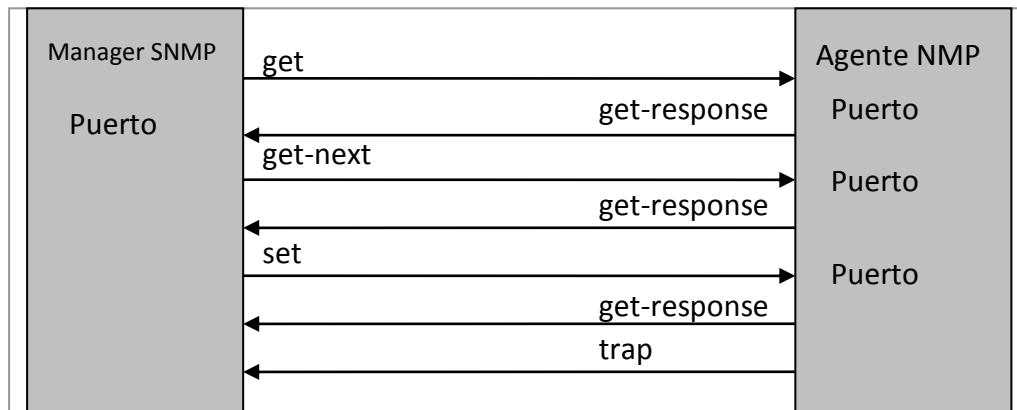 Manager SNMP
Puerto
get
get-response
get-next
get-response
set
get-response
trap
Agente NMP
Puerto
Puerto
Puerto